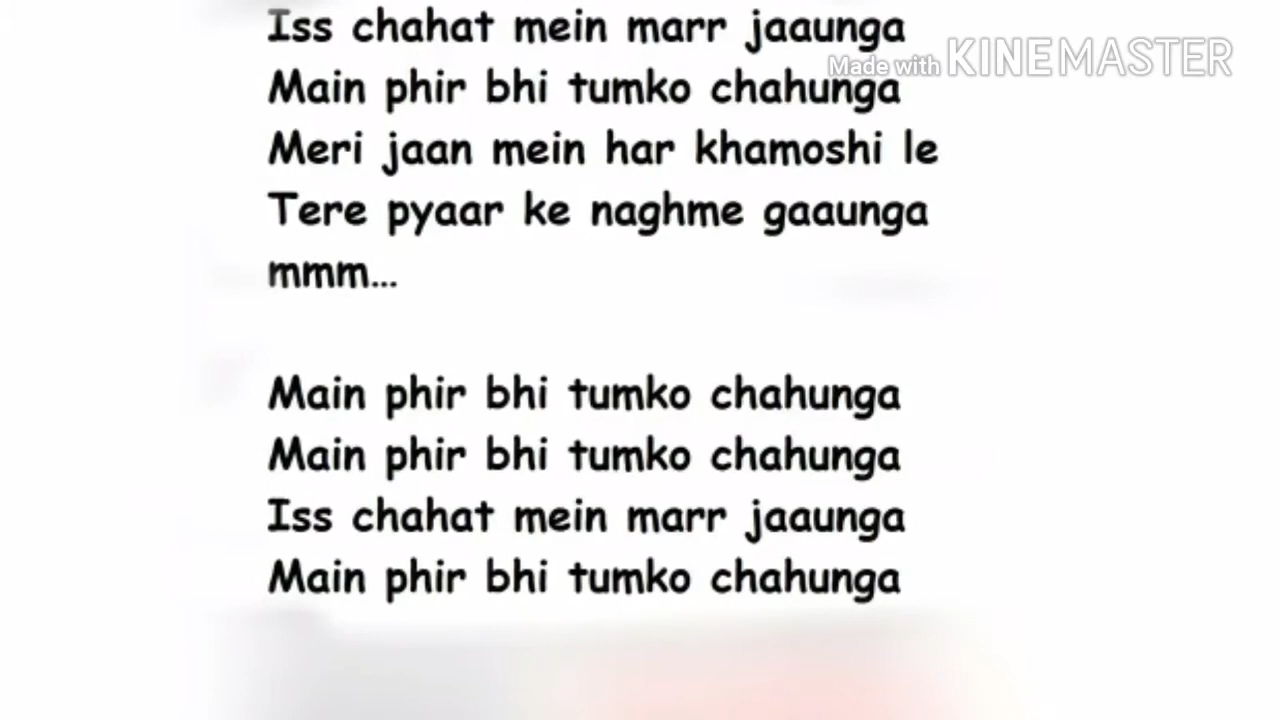 Iss chahat mein marr jaaunga
Made with KINEMASTER
Main phir bhi tumko chahunga
Meri jaan mein har khamoshi le
Tere pyaar ke naghme gaaunga
mmm...
Main phir bhi tumko chahunga
Main phir bhi tumko chahunga
Iss chahat mein marr jaaunga
Main phir bhi tumko chahunga